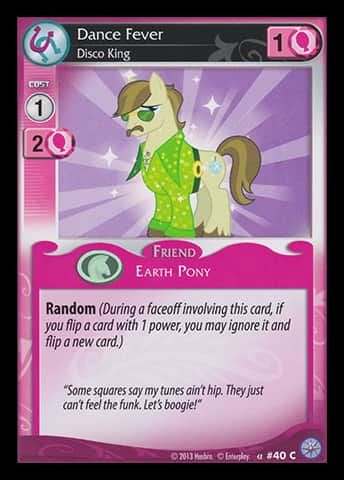 Dance Fever
Disco King
1
COST
1
2
FRIEND
EARTH PONY
Random (During a faceoff involving this card, if
you flip a card with 1 power, you may ignore it and
flip a new card.)
“Some squares say my tunes ain’t hip. They just
can’t feel the funk. Let’s boogie!”
© 2013 Hasbro. © Enterplay. α #40 C